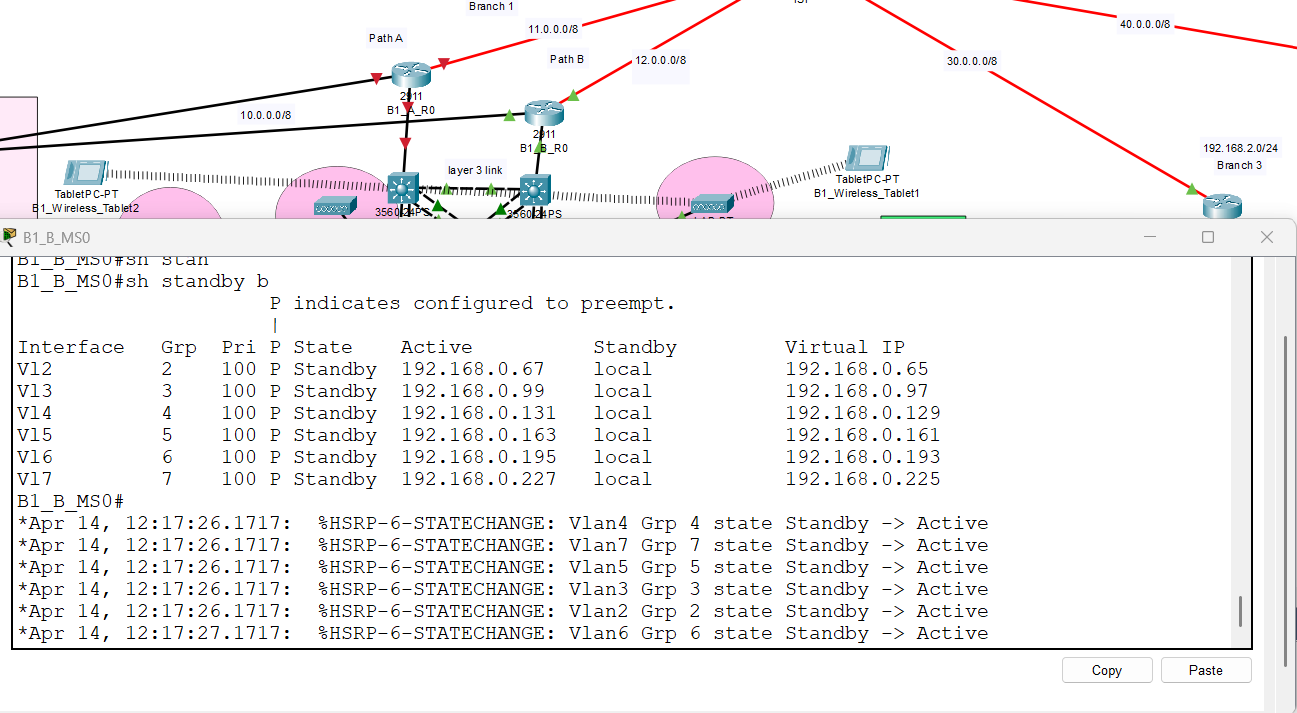 Branch 1
ISP
11.0.0.0/8
40.0.0.0/8
Path A
Path B
12.0.0.0/8
30.0.0.0/8
2911
B1_A_R0
10.0.0.0/8
2911
B1_B_R0
192.168.2.0/24
Branch 3
layer 3 link
TabletPC-PT
B1_Wireless_Tablet2
TabletPC-PT
B1_Wireless_Tablet1
3560-24PS
3560-24PS
B1_B_MS0
B1_B_MS0#sh stan
B1_B_MS0#sh standby b
P indicates configured to preempt.
|
Interface Grp Pri P State Active Standby Virtual IP
Vl2 2 100 P Standby 192.168.0.67 local 192.168.0.65
Vl3 3 100 P Standby 192.168.0.99 local 192.168.0.97
Vl4 4 100 P Standby 192.168.0.131 local 192.168.0.129
Vl5 5 100 P Standby 192.168.0.163 local 192.168.0.161
Vl6 6 100 P Standby 192.168.0.195 local 192.168.0.193
Vl7 7 100 P Standby 192.168.0.227 local 192.168.0.225
B1_B_MS0#
*Apr 14, 12:17:26.1717: %HSRP-6-STATECHANGE: Vlan4 Grp 4 state Standby -> Active
*Apr 14, 12:17:26.1717: %HSRP-6-STATECHANGE: Vlan7 Grp 7 state Standby -> Active
*Apr 14, 12:17:26.1717: %HSRP-6-STATECHANGE: Vlan5 Grp 5 state Standby -> Active
*Apr 14, 12:17:26.1717: %HSRP-6-STATECHANGE: Vlan3 Grp 3 state Standby -> Active
*Apr 14, 12:17:26.1717: %HSRP-6-STATECHANGE: Vlan2 Grp 2 state Standby -> Active
*Apr 14, 12:17:27.1717: %HSRP-6-STATECHANGE: Vlan6 Grp 6 state Standby -> Active
Copy
Paste